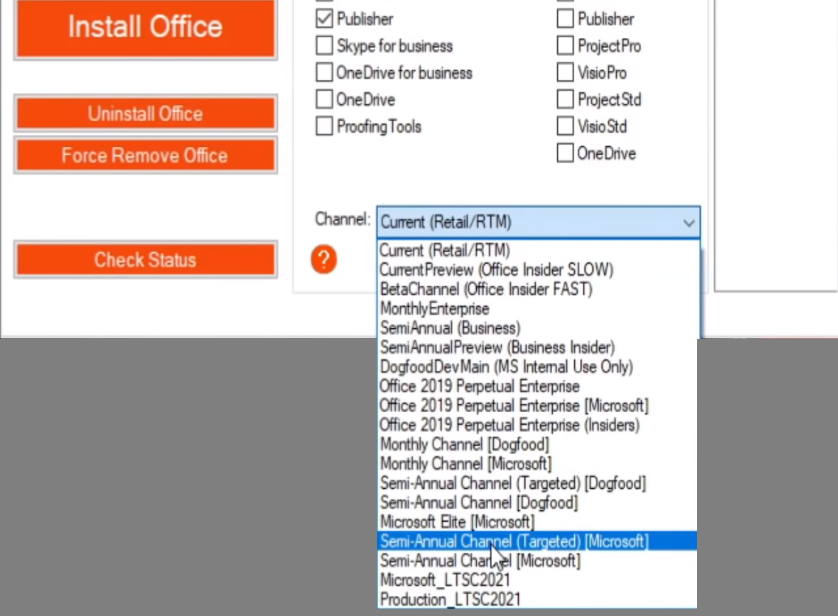 Install Office
Uninstall Office
Force Remove Office
Check Status
Publisher
Skype for business
OneDrive for business
OneDrive
ProofingTools
Publisher
ProjectPro
VisioPro
ProjectStd
VisioStd
OneDrive
Channel: Current (Retail/RTM)
?
Current (Retail/RTM)
CurrentPreview (Office Insider SLOW)
BetaChannel (Office Insider FAST)
MonthlyEnterprise
SemiAnnual (Business)
SemiAnnualPreview (Business Insider)
DogfoodDevMain (MS Internal Use Only)
Office 2019 Perpetual Enterprise
Office 2019 Perpetual Enterprise [Microsoft]
Office 2019 Perpetual Enterprise (Insiders)
Monthly Channel [Dogfood]
Monthly Channel [Microsoft]
Semi-Annual Channel (Targeted) [Dogfood]
Semi-Annual Channel [Dogfood]
Microsoft Elite [Microsoft]
Semi-Annual Channel (Targeted) [Microsoft]
Semi-Annual Channel [Microsoft]
Microsoft_LTSC2021
Production_LTSC2021